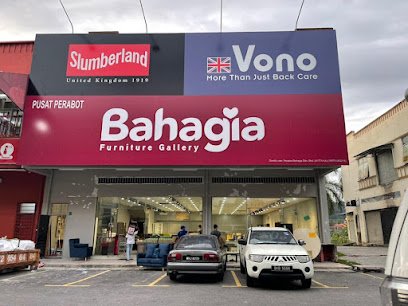 Slumberland
United Kingdom 1919
Vono
More Than Just Back Care
PUSAT PERABOT
Bahagia
Furniture Gallery